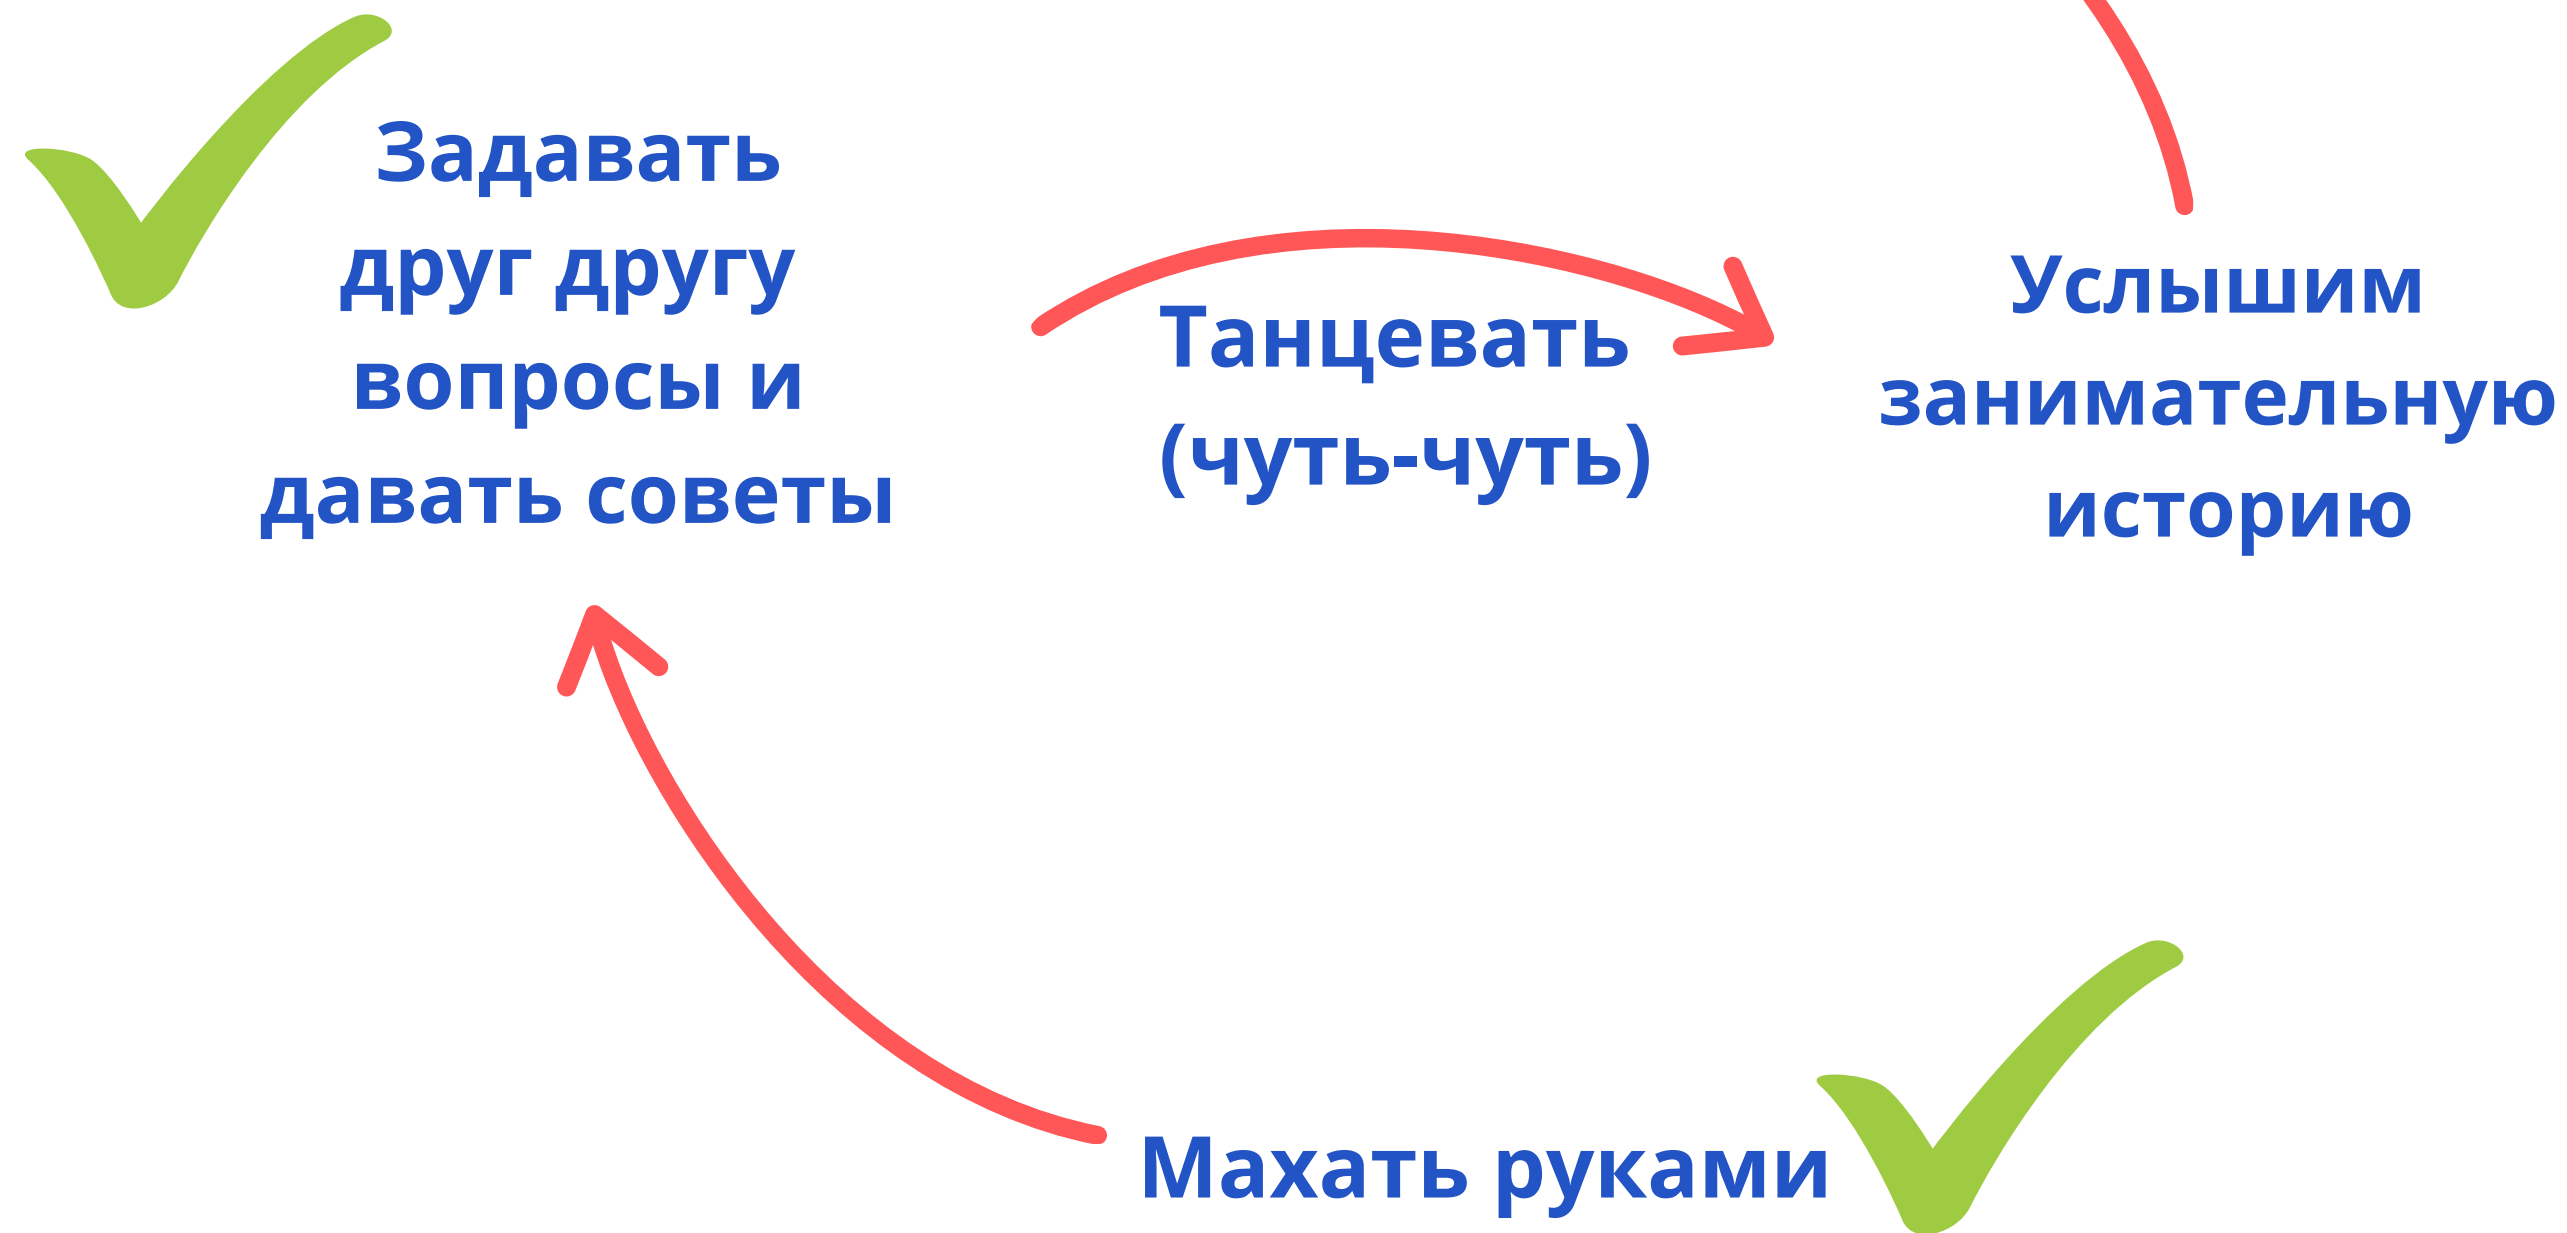 Задавать
друг другу
вопросы и
давать советы
Танцевать
(чуть-чуть)
Услышим
занимательную
историю
Махать руками